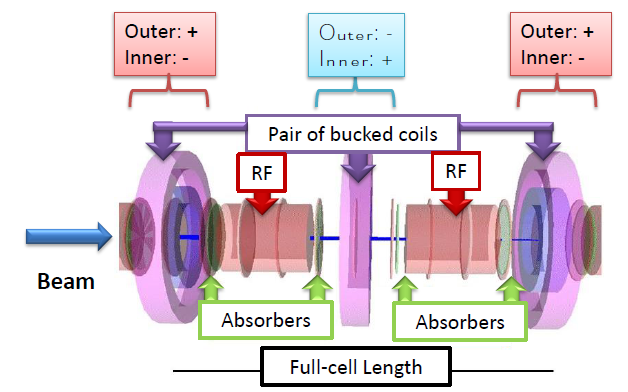 Outer: +
Inner: -
Outer: -
Inner: +
Outer: +
Inner: -
Pair of bucked coils
RF
RF
Beam
Absorbers
Absorbers
Full-cell Length